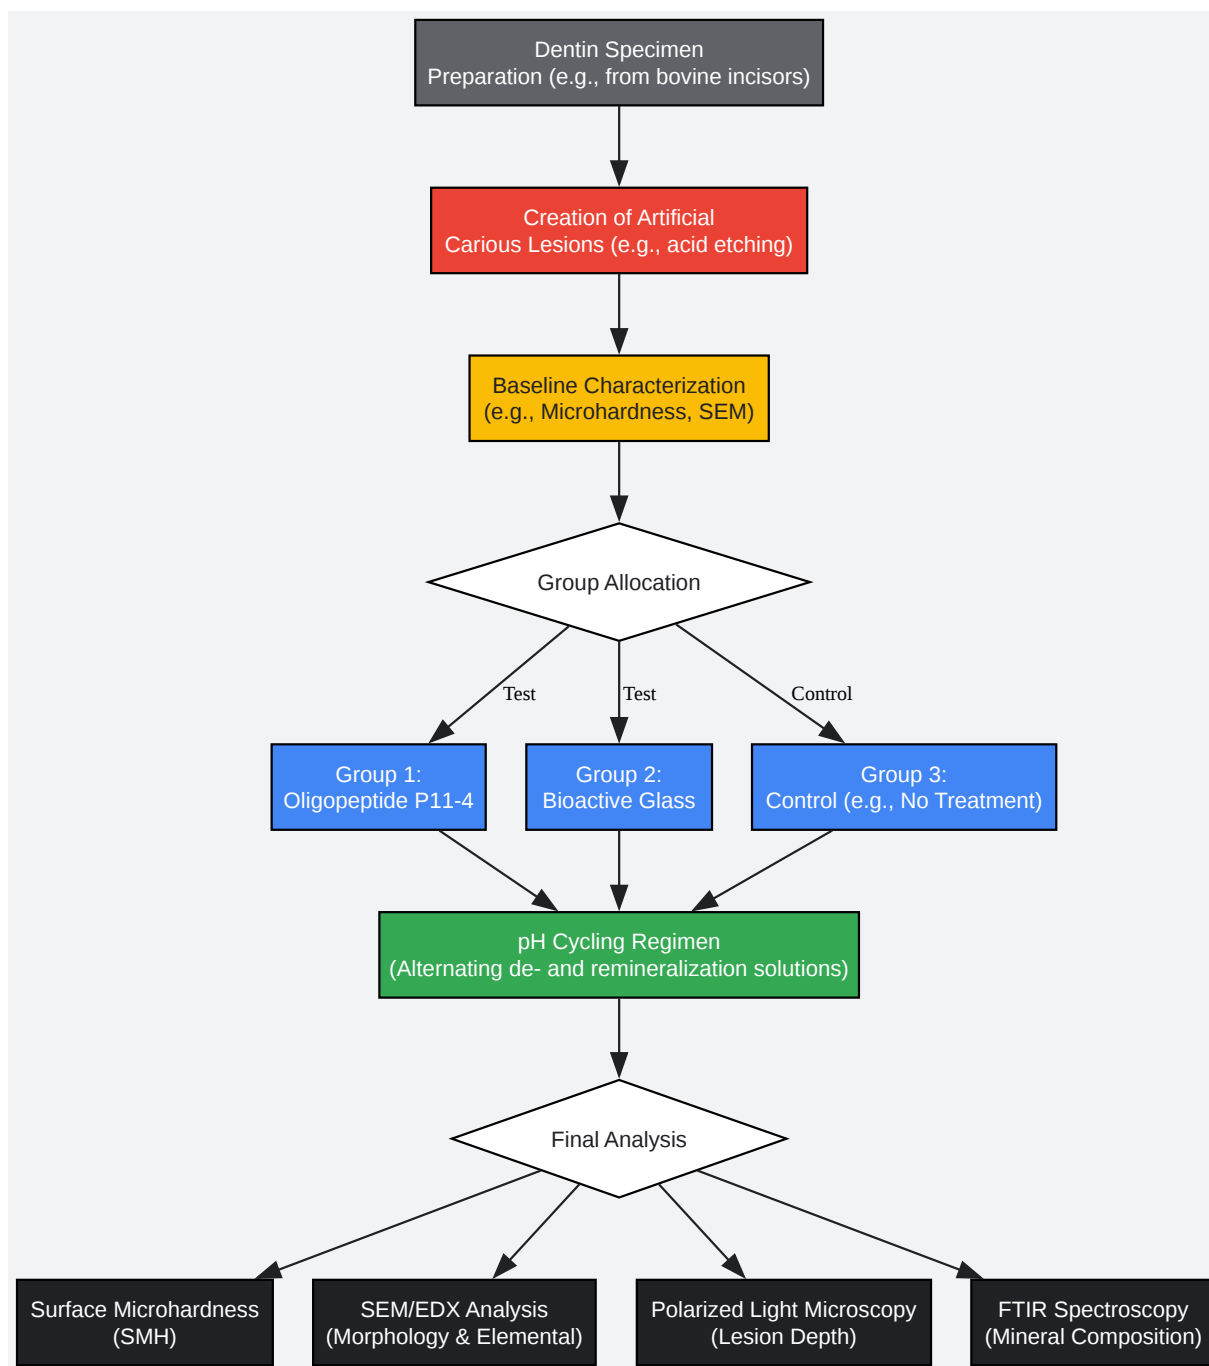 Dentin Specimen
Preparation (e.g., from bovine incisors)
Creation of Artificial
Carious Lesions (e.g., acid etching)
Baseline Characterization
(e.g., Microhardness, SEM)
Group Allocation
Test
Test
Control
Group 1:
Oligopeptide P11-4
Group 2:
Bioactive Glass
Group 3:
Control (e.g., No Treatment)
pH Cycling Regimen
(Alternating de- and remineralization solutions)
Final Analysis
Surface Microhardness
(SMH)
SEM/EDX Analysis
(Morphology & Elemental)
Polarized Light Microscopy
(Lesion Depth)
FTIR Spectroscopy
(Mineral Composition)